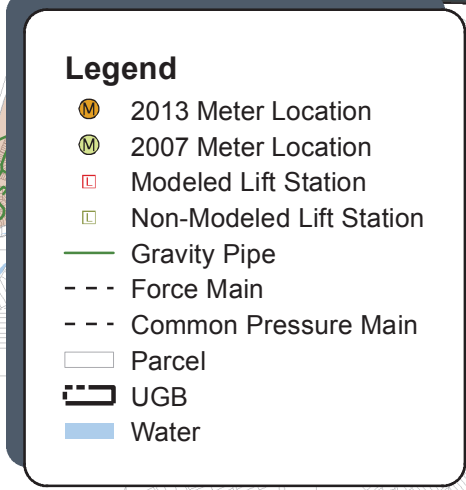 Legend
M 2013 Meter Location
M 2007 Meter Location
L Modeled Lift Station
L Non-Modeled Lift Station
Gravity Pipe
Force Main
Common Pressure Main
Parcel
UGB
Water